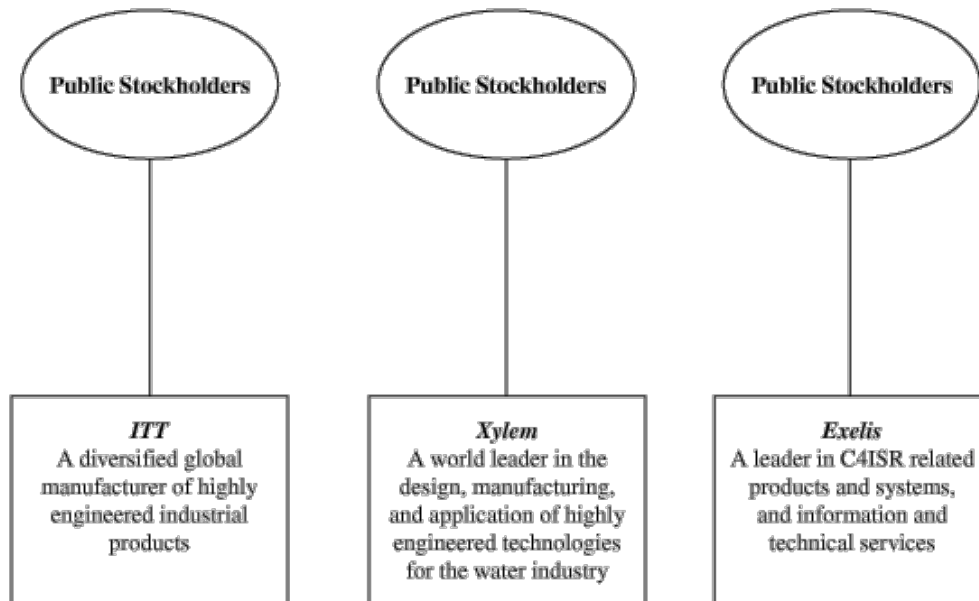 Public Stockholders
Public Stockholders
Public Stockholders
ITT
A diversified global
manufacturer of highly
engineered industrial
products
Xylem
A world leader in the
design, manufacturing,
and application of highly
engineered technologies
for the water industry
Exelis
A leader in C4ISR related
products and systems,
and information and
technical services